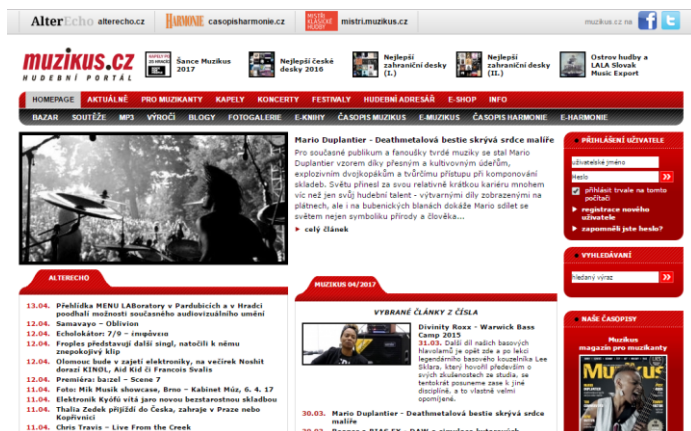 AlterEcho alterecho.cz
HARMONIE casopisharmonie.cz
MISTŘI KLASICKÉ HUDBY mistri.muzikus.cz
muzikus.cz na
muzikus.cz
HUDEBNÍ PORTÁL
Šance Muzikus
2017
Nejlepší české
desky 2016
Nejlepší
zahraniční desky
(I.)
Nejlepší
zahraniční desky
(II.)
Ostrov hudby a
LALA Slovak
Music Export
HOMEPAGE AKTUÁLNĚ PRO MUZIKANTY KAPELY KONCERTY FESTIVALY HUDEBNÍ ADRESÁŘ E-SHOP INFO
BAZAR SOUTĚŽE MP3 VÝROČÍ BLOGY FOTOGALERIE E-KNIHY ČASOPIS MUZIKUS E-MUZIKUS ČASOPIS HARMONIE E-HARMONIE
Mario Duplantier - Deathmetalová bestie skrývá srdce malíře
Pro současné publikum a fanoušky tvrdé muziky se stal Mario
Duplantier vzorem díky přesným a kultivovným úderům,
explozivním dvojkopákům a tvůrčímu přístupu při komponování
skladeb. Světu přinesl za svou relativně krátkou kariéru mnohem
víc než jen svůj hudební talent - výtvarnými díly zobrazenými na
plátnech, ale i na bubenických blanách dokáže Mario sdílet se
světem nejen symboliku přírody a člověka...
celý článek
PŘIHLÁŠENÍ UŽIVATELE
uživatelské jméno
Heslo
přihlásit trvale na tomto
počítači
registrace nového
uživatele
zapomněli jste heslo?
VYHLEDÁVANÍ
hledaný výraz
NAŠE ČASOPISY
Muzikus
magazín pro muzikanty
Muzikus
ALTERECHO
13.04. Přehlídka MENU LABoratory v Pardubicích a v Hradci
poodhalí možnosti současného audiovizuálního umění
12.04. Samavayo - Oblivion
12.04. Echolokátor: 7/9 -
12.04. Froples představují další singl, natočili k němu
znepokojivý klip
12.04. Olomouc bude v zajetí elektroniky, na večírek Noshit
dorazí KINŌL, Aid Kid či Francois Svalis
12.04. Premiéra: baizel - Scene 7
11.04. Foto: Mik Musik showcase, Brno - Kabinet Múz, 6. 4. 17
11.04. Elektronik Kyófú vítá jaro novou bezstarostnou skladbou
11.04. Thalia Zedek přijíždí do Česka, zahraje v Praze nebo
Kopřivnici
11.04. Chris Travis - Live From the Creek
MUZIKUS 04/2017
VYBRANÉ ČLÁNKY Z ČÍSLA
Divinity Roxx - Warwick Bass
Camp 2015
31.03. Další díl našich basových
hlavolamů je opět zde a po lekci
legendárního basového kouzelníka Lee
Sklara, který hovořil především o
svých zkušenostech ze studia, se
tentokrát posuneme zase k jiné
disciplíně, a to vlastně velmi
opomíjené.
30.03. Mario Duplantier - Deathmetalová bestie skrývá srdce
malíře